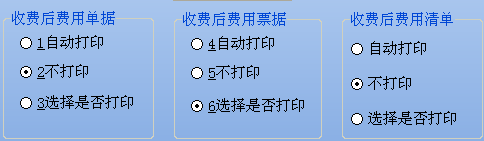 收费后费用单据
1自动打印
2不打印
3选择是否打印
收费后费用票据
4自动打印
5不打印
6选择是否打印
收费后费用清单
自动打印
不打印
选择是否打印